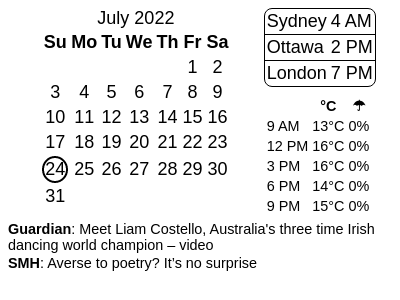 July 2022
Su Mo Tu We Th Fr Sa
1 2
3 4 5 6 7 8 9
10 11 12 13 14 15 16
17 18 19 20 21 22 23
24 25 26 27 28 29 30
31
Sydney 4 AM
Ottawa 2 PM
London 7 PM
°C ☂
9 AM 13°C 0%
12 PM 16°C 0%
3 PM 16°C 0%
6 PM 14°C 0%
9 PM 15°C 0%
Guardian: Meet Liam Costello, Australia's three time Irish
dancing world champion – video
SMH: Averse to poetry? It's no surprise